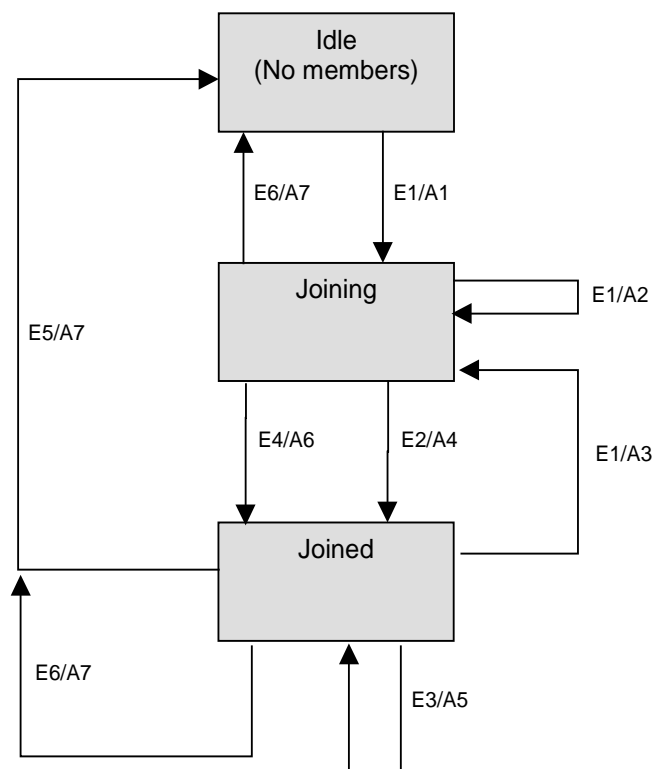 Idle
(No members)
E6/A7
E1/A1
Joining
E1/A2
E5/A7
E4/A6
E2/A4
E1/A3
Joined
E6/A7
E3/A5